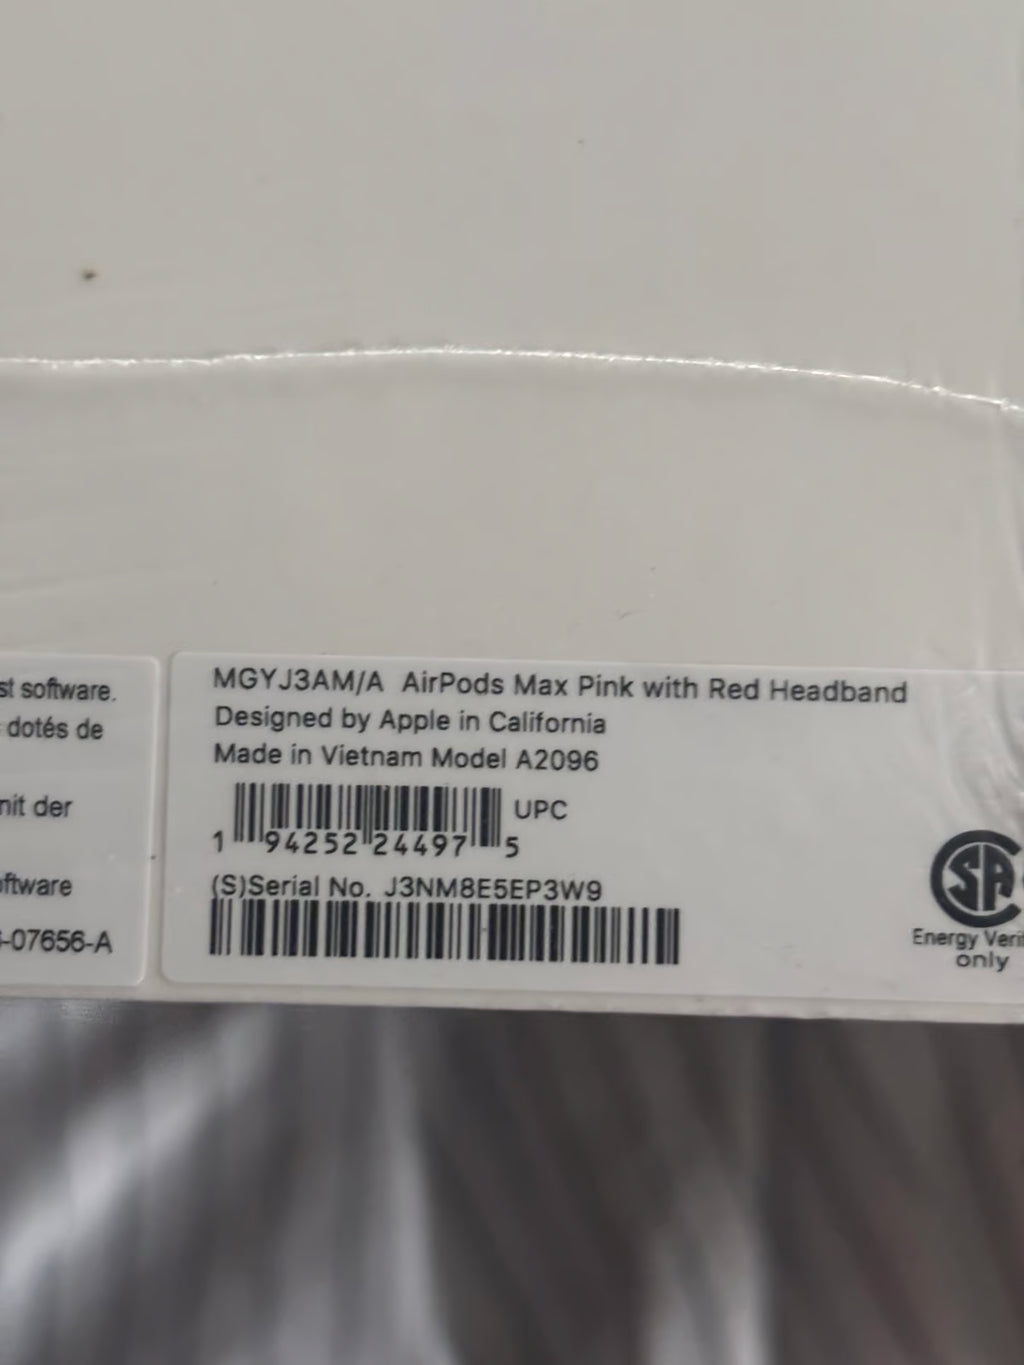 st software.
dotés de
nit der
oftware
-07656-A
MGYJ3AM/A AirPods Max Pink with Red Headband
Designed by Apple in California
Made in Vietnam Model A2096
UPC
1 94252 24497 5
(S)Serial No. J3NM8E5EP3W9
SA
Energy Veri
only